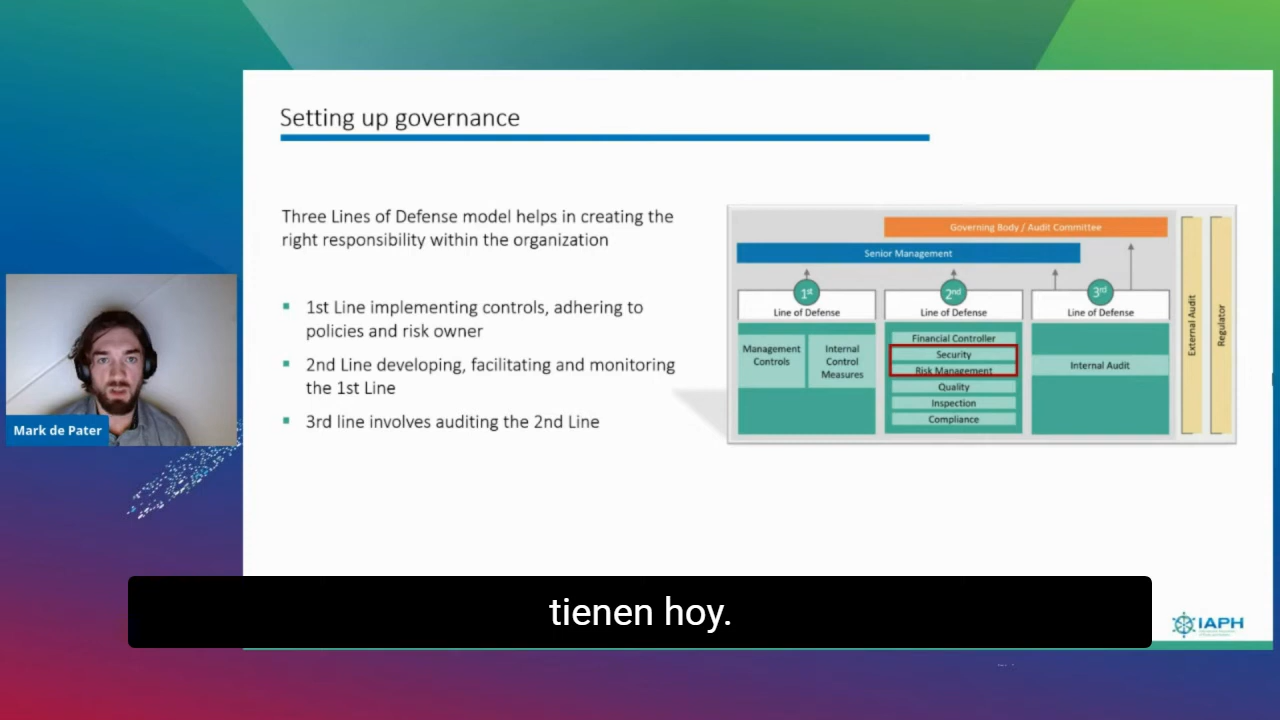 Setting up governance
Three Lines of Defense model helps in creating the
right responsibility within the organization
1st Line implementing controls, adhering to
policies and risk owner
2nd Line developing, facilitating and monitoring
the 1st Line
3rd line involves auditing the 2nd Line
Governing Body / Audit Committee
Senior Management
1st
Line of Defense
2nd
Line of Defense
3rd
Line of Defense
Management
Controls
Internal
Control
Measures
Financial Controller
Security
Risk Management
Quality
Inspection
Compliance
Internal Audit
External Audit
Regulator
Mark de Pater
tienen hoy.
IAPH